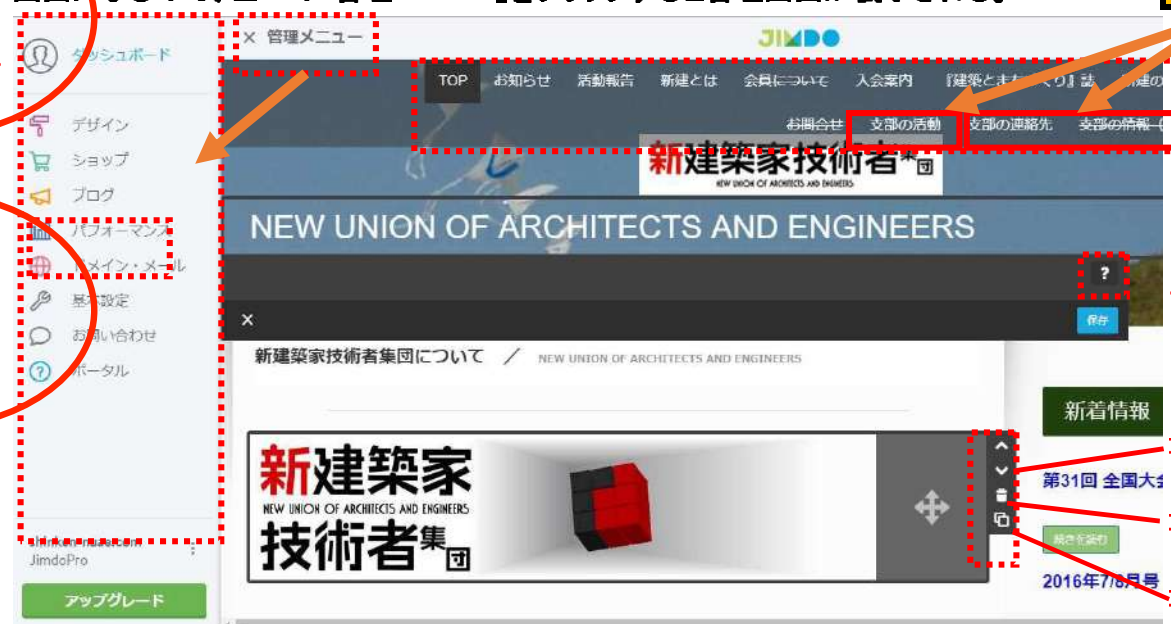 × 管理メニュー
JIMDO
ダッシュボード
デザイン
ショップ
ブログ
パフォーマンス
ドメイン・メール
基本設定
お問い合わせ
ポータル
JimdoPro
アップグレード
TOP お知らせ 活動報告 新建とは 会員について 入会案内 『建築とまちづくり』誌 新建の
お問合せ 支部の活動 支部の連絡先 支部の情報
新建築家技術者集団
NEW UNION OF ARCHITECTS AND ENGINEERS
NEW UNION OF ARCHITECTS AND ENGINEERS
?
× 保存
新建築家技術者集団について / NEW UNION OF ARCHITECTS AND ENGINEERS
新建築家
NEW UNION OF ARCHITECTS AND ENGINEERS
技術者集団
新着情報
第31回 全国大会
続きを読む
2016年7/8月号